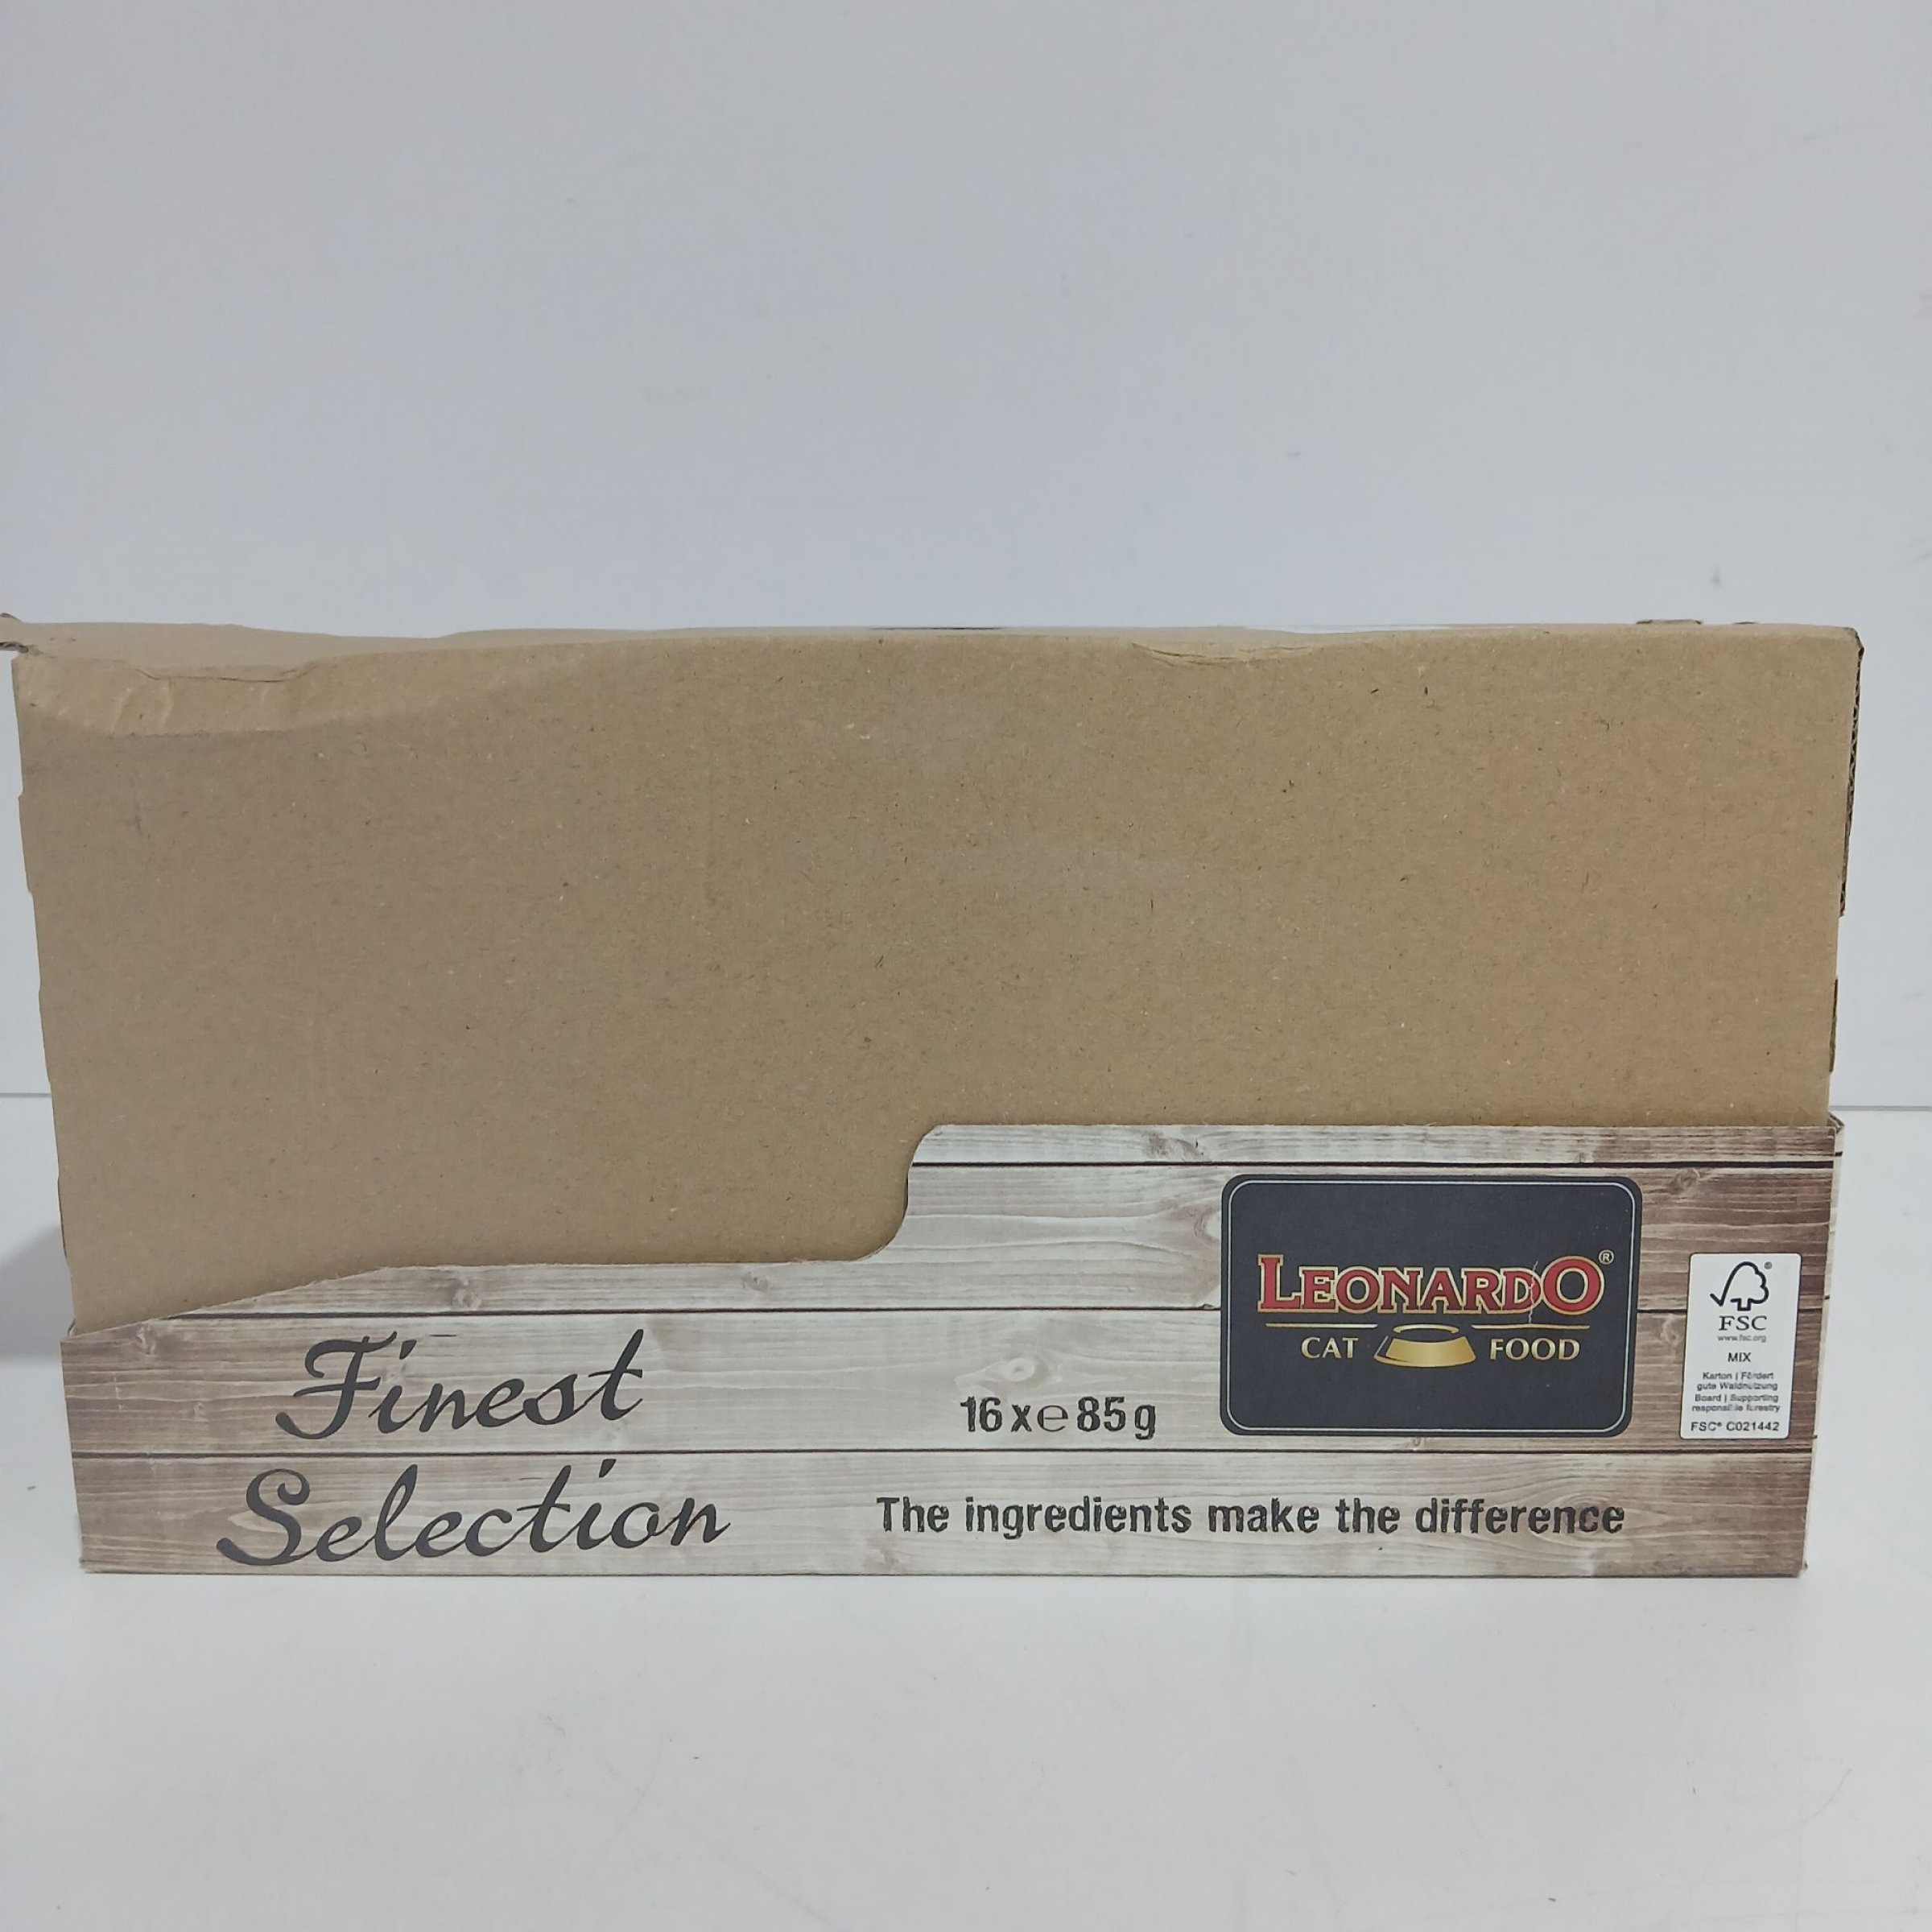 Finest
Selection
16 x ℮ 85 g
The ingredients make the difference
LEONARDO®
CAT FOOD
FSC®
www.fsc.org
MIX
Karton | Fördert
gute Waldnutzung
Board | Supporting
responsible forestry
FSC® C021442